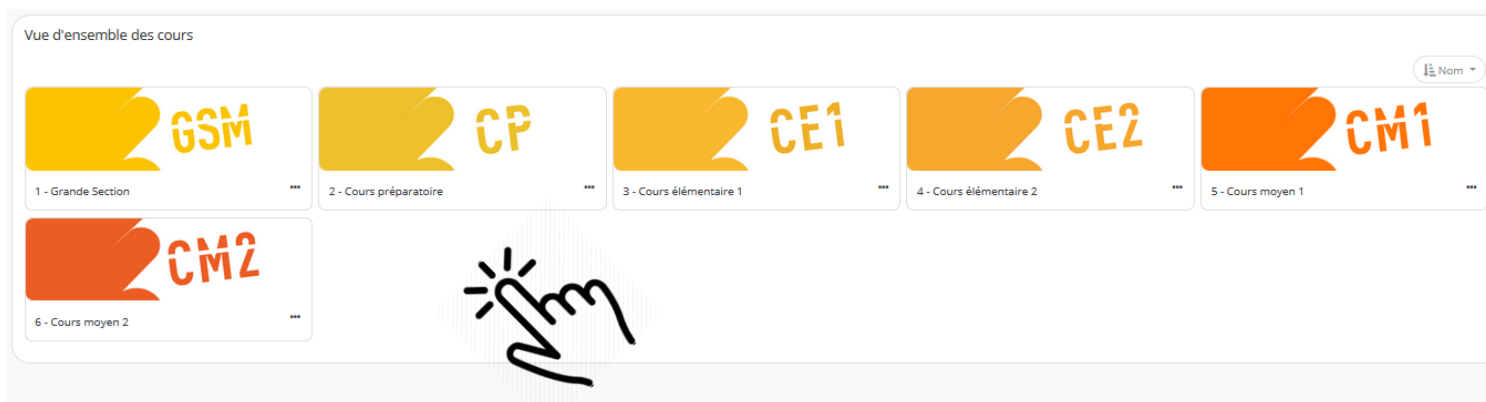 Vue d'ensemble des cours
Nom
GSM
1 - Grande Section
CP
2 - Cours préparatoire
CE1
3 - Cours élémentaire 1
CE2
4 - Cours élémentaire 2
CM1
5 - Cours moyen 1
CM2
6 - Cours moyen 2